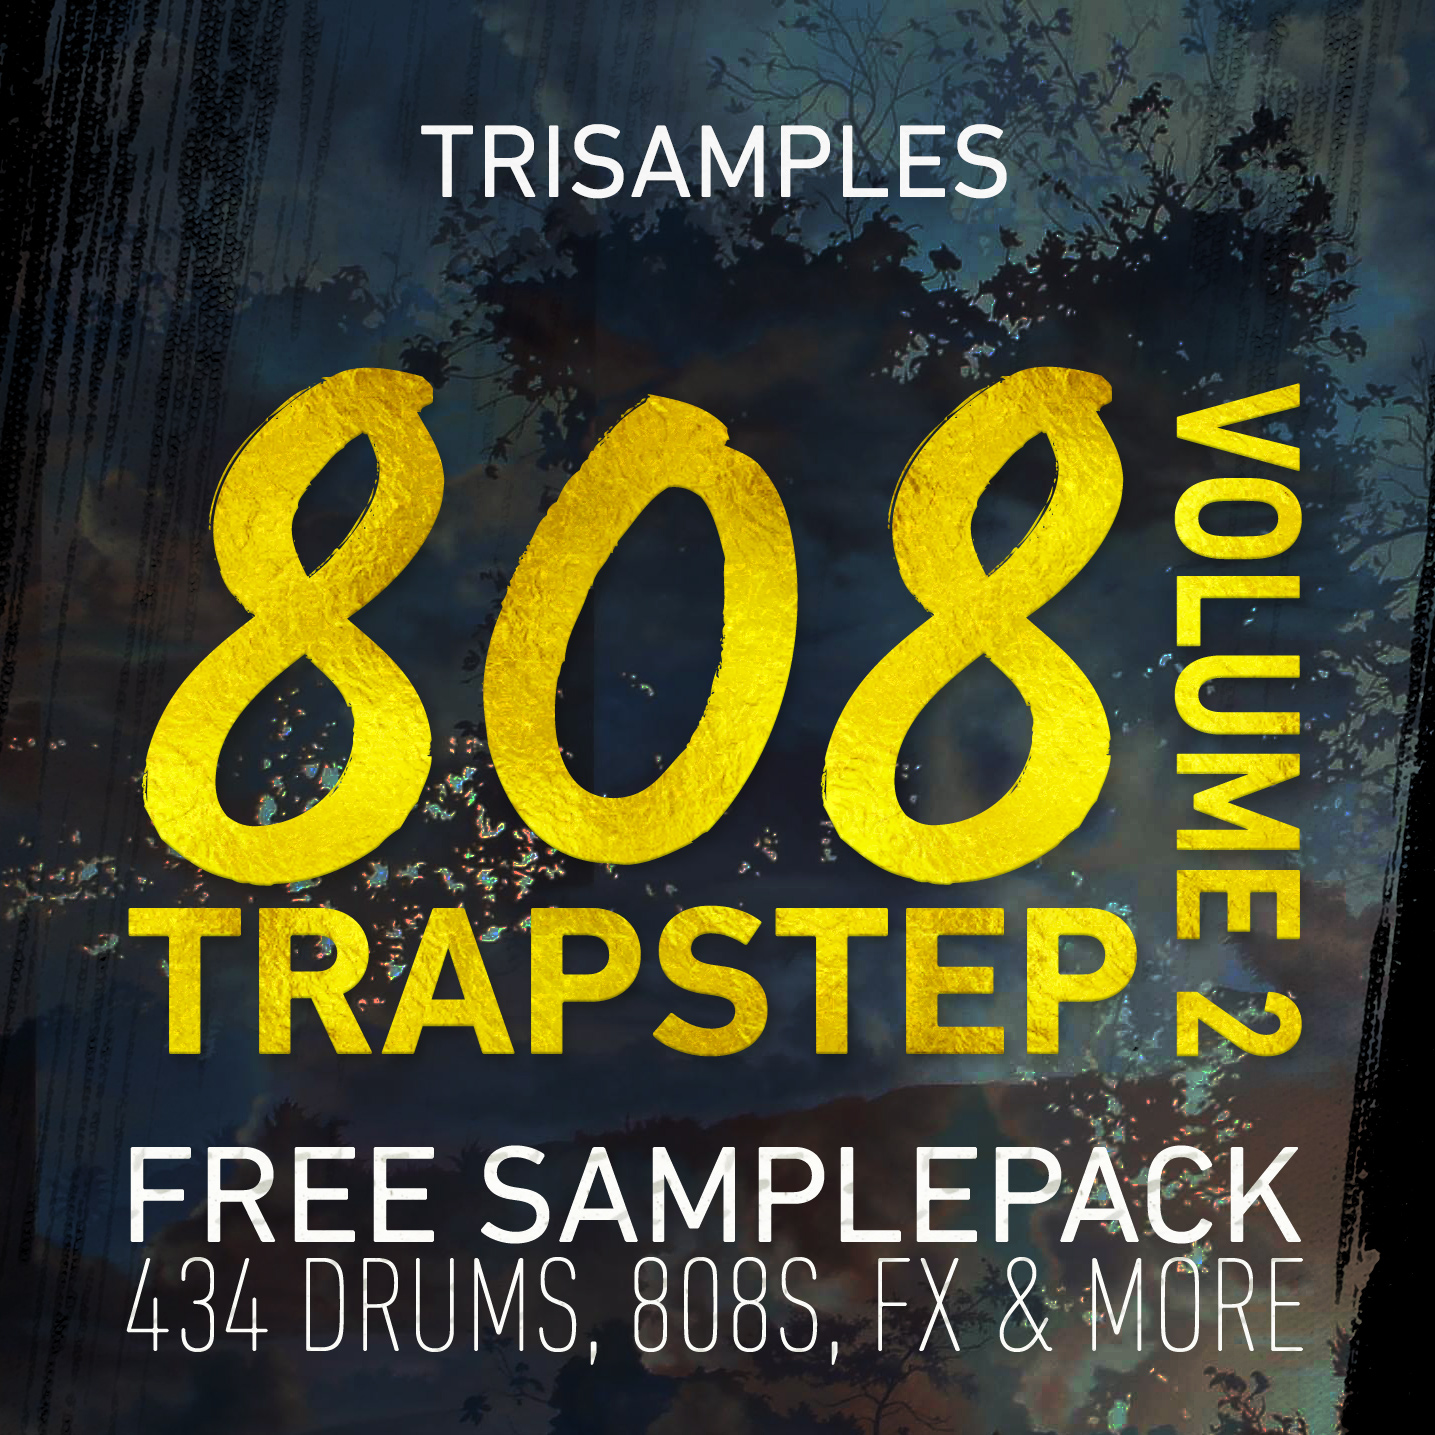 TRISAMPLES
808
TRAPSTEP
VOLUME 2
FREE SAMPLEPACK
434 DRUMS, 808S, FX & MORE